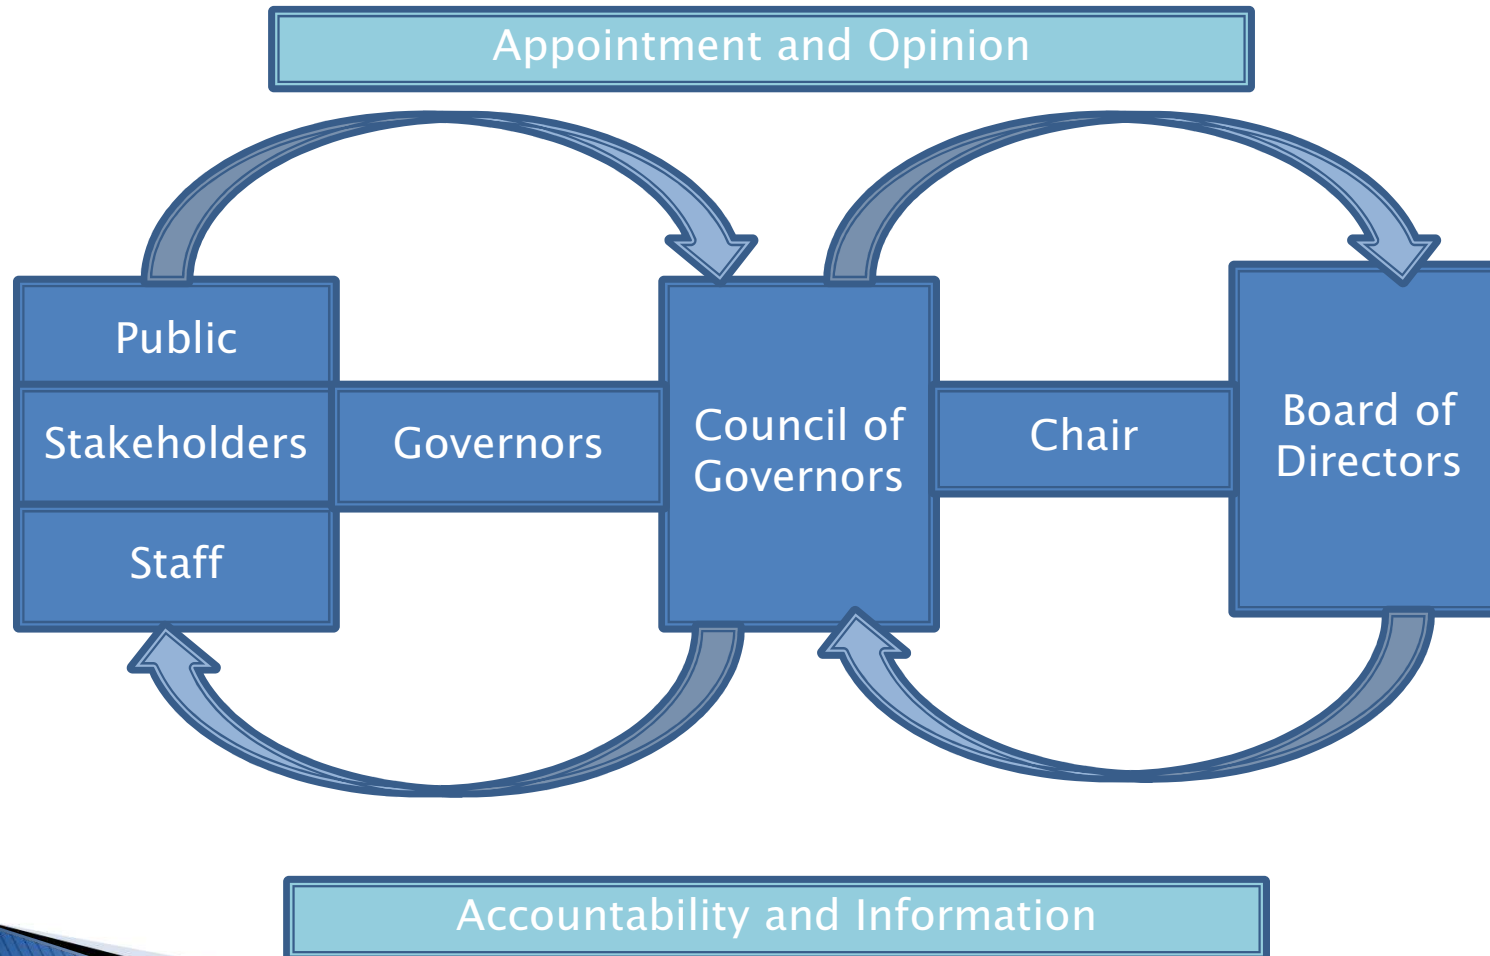 Appointment and Opinion
Public
Stakeholders
Staff
Governors
Council of
Governors
Chair
Board of
Directors
Accountability and Information